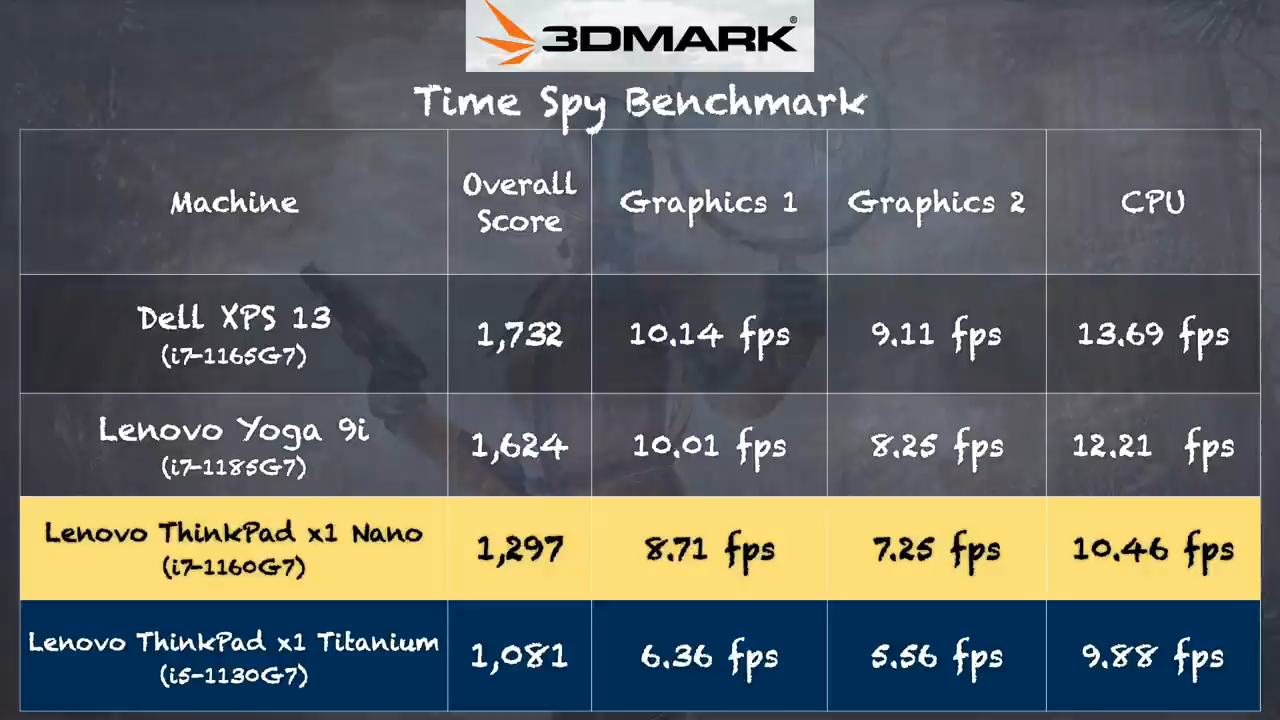 3DMARK®
Time Spy Benchmark
Machine
Overall
Score
Graphics 1
Graphics 2
CPU
Dell XPS 13
(i7-1165G7)
1,732
10.14 fps
9.11 fps
13.69 fps
Lenovo Yoga 9i
(i7-1185G7)
1,624
10.01 fps
8.25 fps
12.21 fps
Lenovo ThinkPad x1 Nano
(i7-1160G7)
1,297
8.71 fps
7.25 fps
10.46 fps
Lenovo ThinkPad x1 Titanium
(i5-1130G7)
1,081
6.36 fps
5.56 fps
9.88 fps